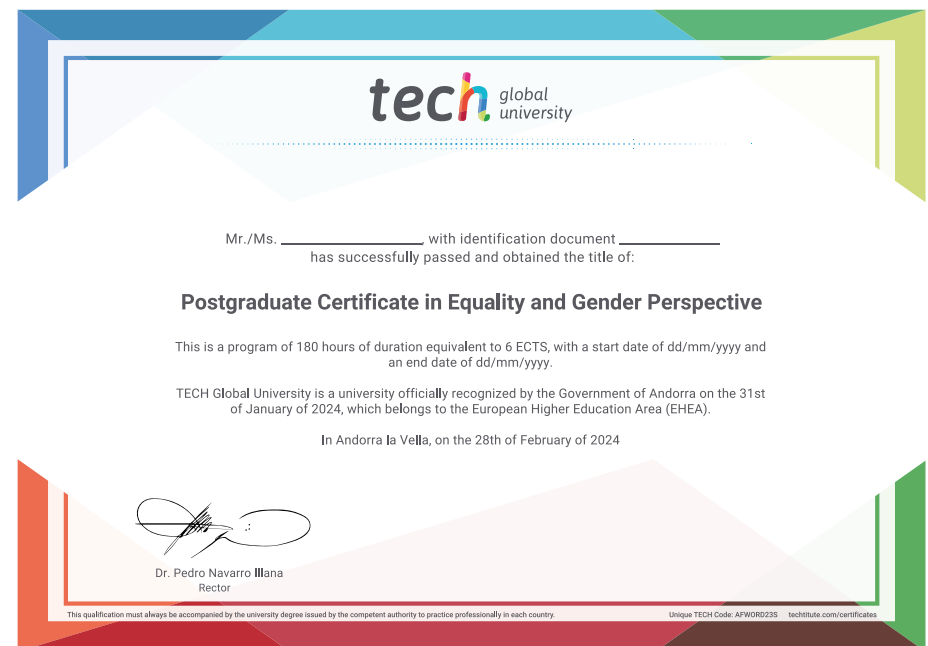 tech global university
Mr./Ms. ____________________, with identification document ______________
has successfully passed and obtained the title of:
Postgraduate Certificate in Equality and Gender Perspective
This is a program of 180 hours of duration equivalent to 6 ECTS, with a start date of dd/mm/yyyy and
an end date of dd/mm/yyyy.
TECH Global University is a university officially recognized by the Government of Andorra on the 31st
of January of 2024, which belongs to the European Higher Education Area (EHEA).
In Andorra la Vella, on the 28th of February of 2024
Dr. Pedro Navarro Illana
Rector
This qualification must always be accompanied by the university degree issued by the competent authority to practice professionally in each country.
Unique TECH Code: AFWORD23S techtitute.com/certificates